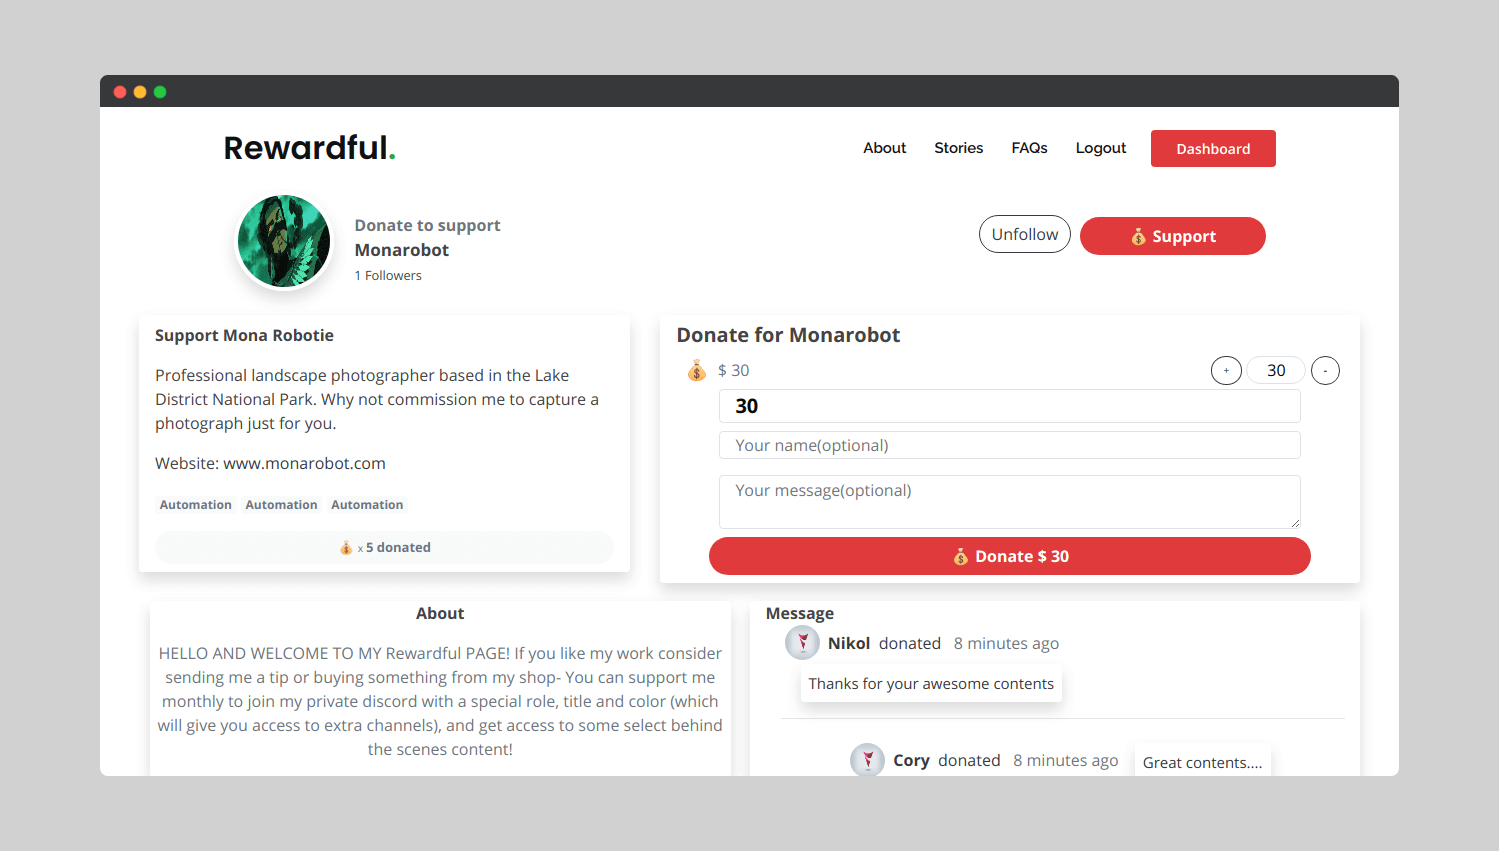 Rewardful.
About Stories FAQs Logout Dashboard
Donate to support
Monarobot
1 Followers
Unfollow
Support
Support Mona Robotie
Professional landscape photographer based in the Lake
District National Park. Why not commission me to capture a
photograph just for you.
Website: www.monarobot.com
Automation Automation Automation
x 5 donated
Donate for Monarobot
$ 30
+ 30 -
30
Your name(optional)
Your message(optional)
Donate $ 30
About
HELLO AND WELCOME TO MY Rewardful PAGE! If you like my work consider
sending me a tip or buying something from my shop- You can support me
monthly to join my private discord with a special role, title and color (which
will give you access to extra channels), and get access to some select behind
the scenes content!
Message
Nikol donated 8 minutes ago
Thanks for your awesome contents
Cory donated 8 minutes ago
Great contents....